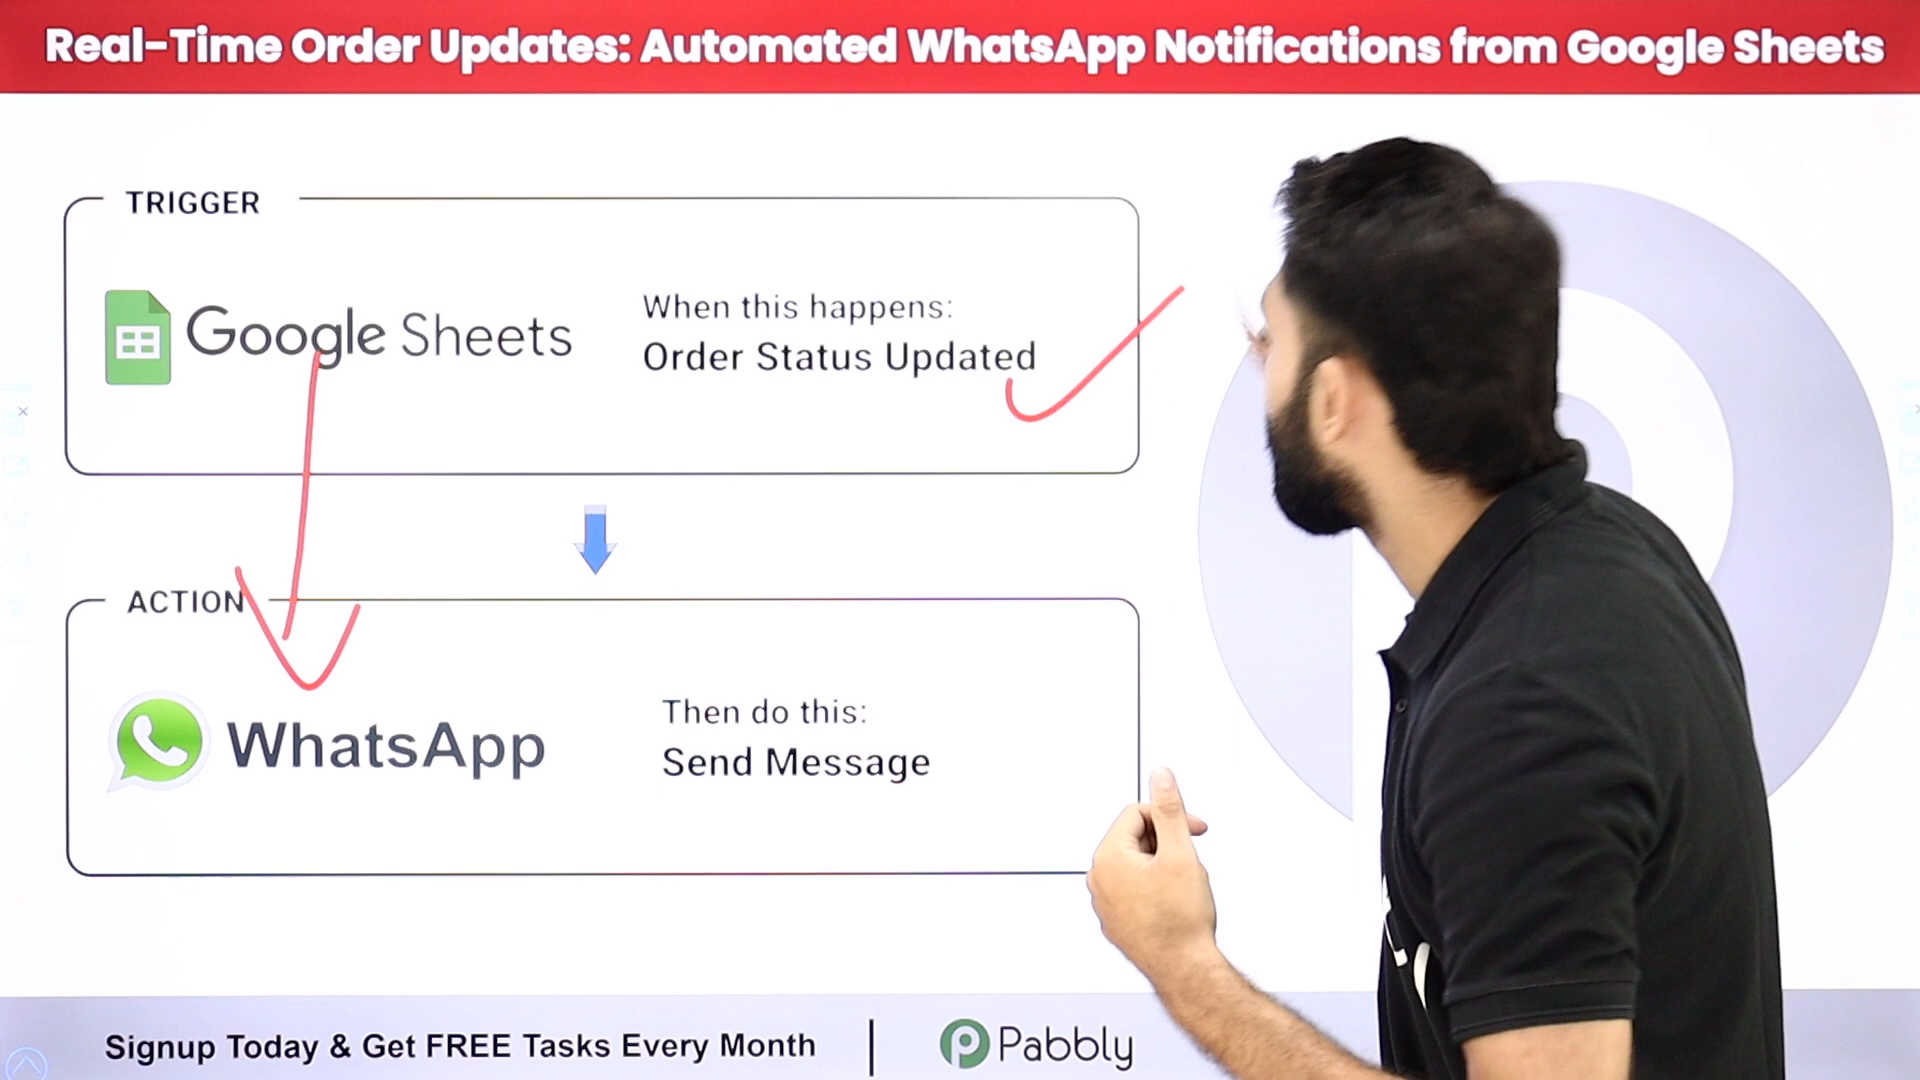 Real-Time Order Updates: Automated WhatsApp Notifications from Google Sheets
TRIGGER
Google Sheets
When this happens:
Order Status Updated
ACTION
WhatsApp
Then do this:
Send Message
Signup Today & Get FREE Tasks Every Month
Pabbly